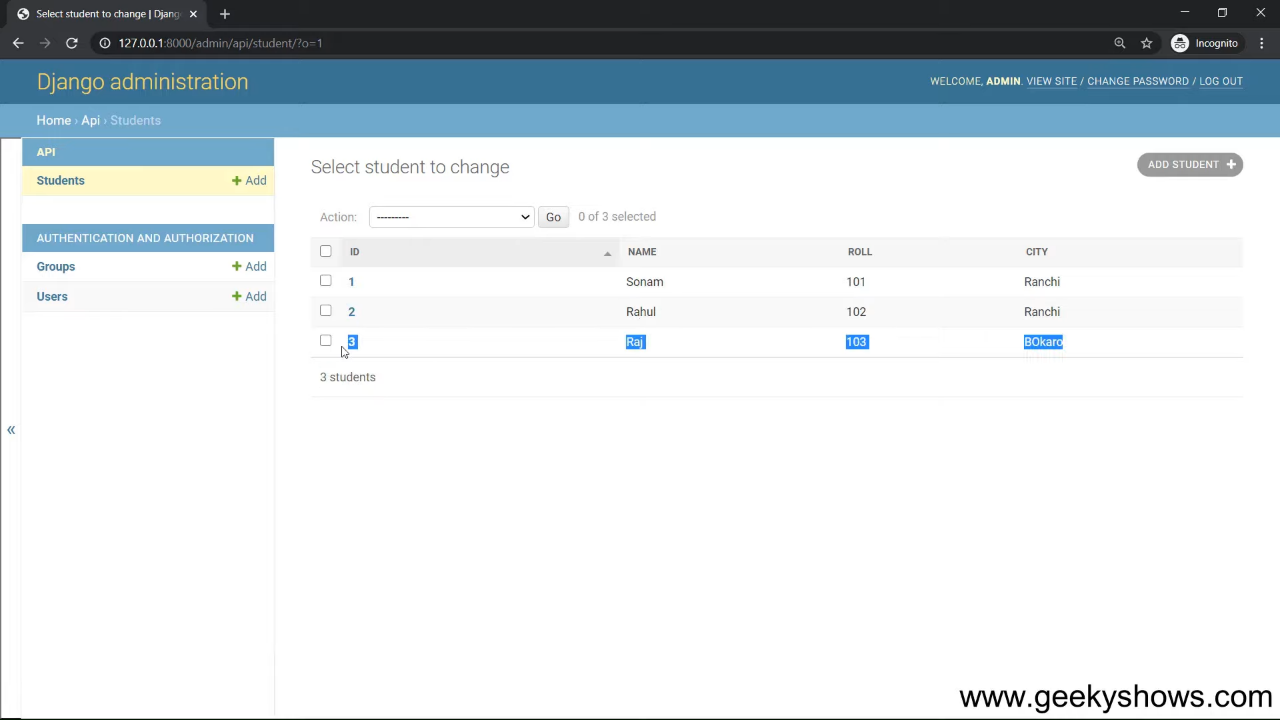 Select student to change | Djang
127.0.0.1:8000/admin/api/student/?o=1
Incognito
Django administration
WELCOME, ADMIN. VIEW SITE / CHANGE PASSWORD / LOG OUT
Home › Api › Students
API
Students + Add
AUTHENTICATION AND AUTHORIZATION
Groups + Add
Users + Add
«
Select student to change
ADD STUDENT +
Action: --------- Go 0 of 3 selected
ID NAME ROLL CITY
1 Sonam 101 Ranchi
2 Rahul 102 Ranchi
3 Raj 103 BOkaro
3 students
www.geekyshows.com